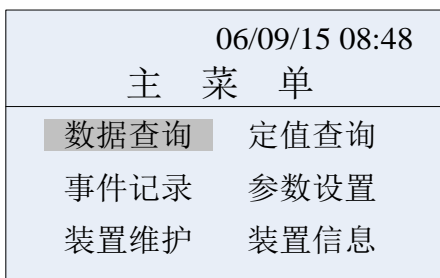 06/09/15 08:48
主 菜 单
数据查询 定值查询
事件记录 参数设置
装置维护 装置信息